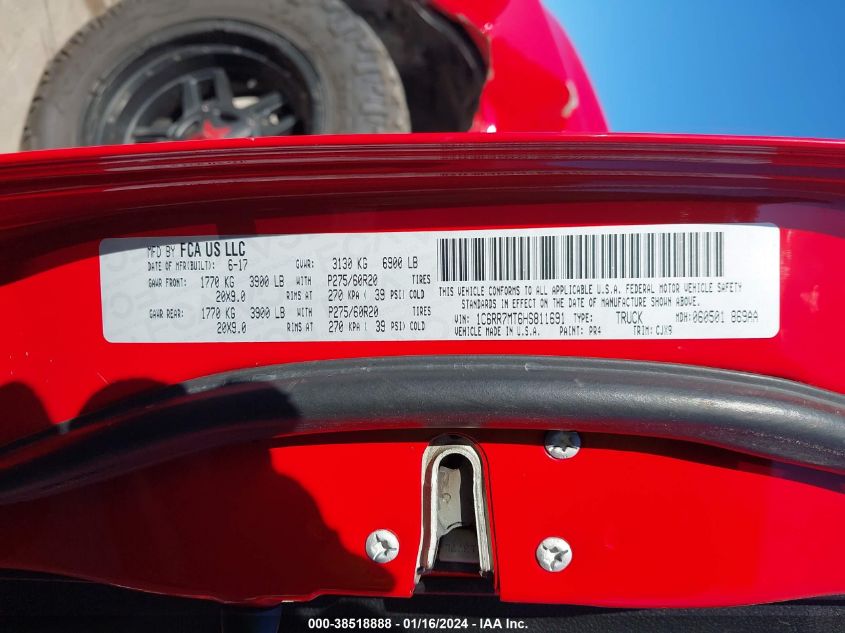 MFD BY FCA US LLC
DATE OF MFR(BUILT): 6-17 GVWR: 3130 KG 6900 LB
GAWR FRONT: 1770 KG 3900 LB WITH P275/60R20 TIRES
20X9.0 RIMS AT 270 KPA ( 39 PSI) COLD
GAWR REAR: 1770 KG 3900 LB WITH P275/60R20 TIRES
20X9.0 RIMS AT 270 KPA ( 39 PSI) COLD
THIS VEHICLE CONFORMS TO ALL APPLICABLE U.S.A. FEDERAL MOTOR VEHICLE SAFETY
STANDARDS IN EFFECT ON THE DATE OF MANUFACTURE SHOWN ABOVE.
VIN: 1C6RR7MT6HS811691 TYPE: TRUCK MDH: 060501 869AA
VEHICLE MADE IN U.S.A. PAINT: PR4 TRIM: CJX9
000-38518888 - 01/16/2024 - IAA Inc.